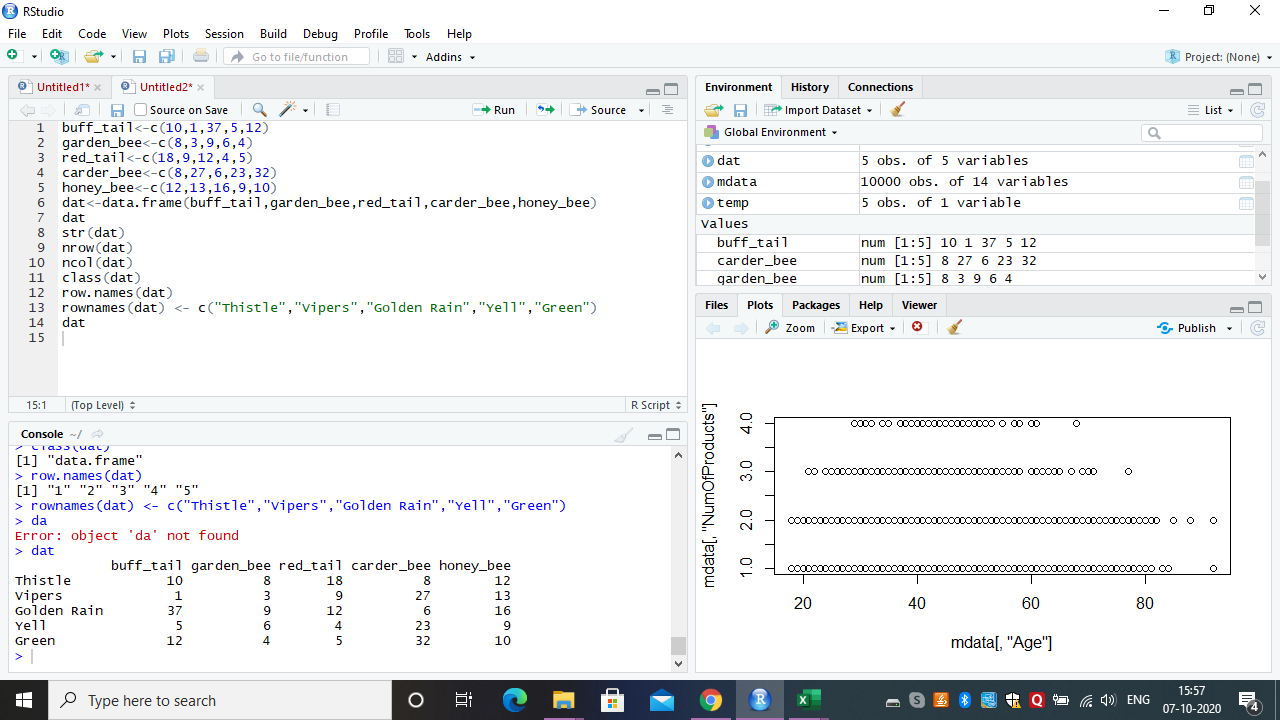 RStudio
File Edit Code View Plots Session Build Debug Profile Tools Help
Go to file/function Addins Project: (None)
Untitled1* Untitled2*
Source on Save Run Source
1 buff_tail<-c(10,1,37,5,12)
2 garden_bee<-c(8,3,9,6,4)
3 red_tail<-c(18,9,12,4,5)
4 carder_bee<-c(8,27,6,23,32)
5 honey_bee<-c(12,13,16,9,10)
6 dat<-data.frame(buff_tail,garden_bee,red_tail,carder_bee,honey_bee)
7 dat
8 str(dat)
9 nrow(dat)
10 ncol(dat)
11 class(dat)
12 row.names(dat)
13 rownames(dat) <- c("Thistle","Vipers","Golden Rain","Yell","Green")
14 dat
15
15:1 (Top Level) R Script
Console ~/
> class(dat)
[1] "data.frame"
> row.names(dat)
[1] "1" "2" "3" "4" "5"
> rownames(dat) <- c("Thistle","Vipers","Golden Rain","Yell","Green")
> da
Error: object 'da' not found
> dat
buff_tail garden_bee red_tail carder_bee honey_bee
Thistle 10 8 18 8 12
Vipers 1 3 9 27 13
Golden Rain 37 9 12 6 16
Yell 5 6 4 23 9
Green 12 4 5 32 10
>
Environment History Connections
Import Dataset List
Global Environment
dat 5 obs. of 5 variables
mdata 10000 obs. of 14 variables
temp 5 obs. of 1 variable
Values
buff_tail num [1:5] 10 1 37 5 12
carder_bee num [1:5] 8 27 6 23 32
garden_bee num [1:5] 8 3 9 6 4
Files Plots Packages Help Viewer
Zoom Export Publish
mdata[, "NumOfProducts"]
4.0
3.0
2.0
1.0
20 40 60 80
mdata[, "Age"]
Type here to search
ENG
15:57
07-10-2020
4